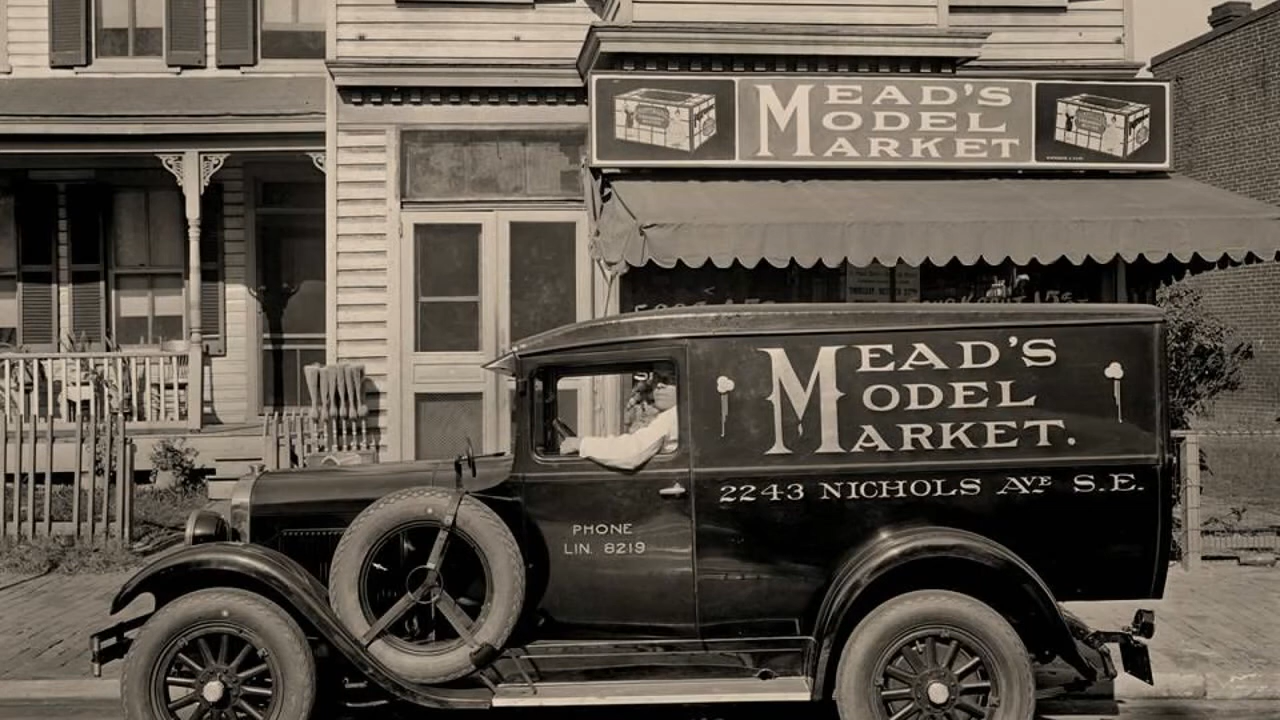 MEAD'S
MODEL
MARKET
MEAD'S
MODEL
MARKET.
2243 NICHOLS AVE S.E.
PHONE
LIN. 8219